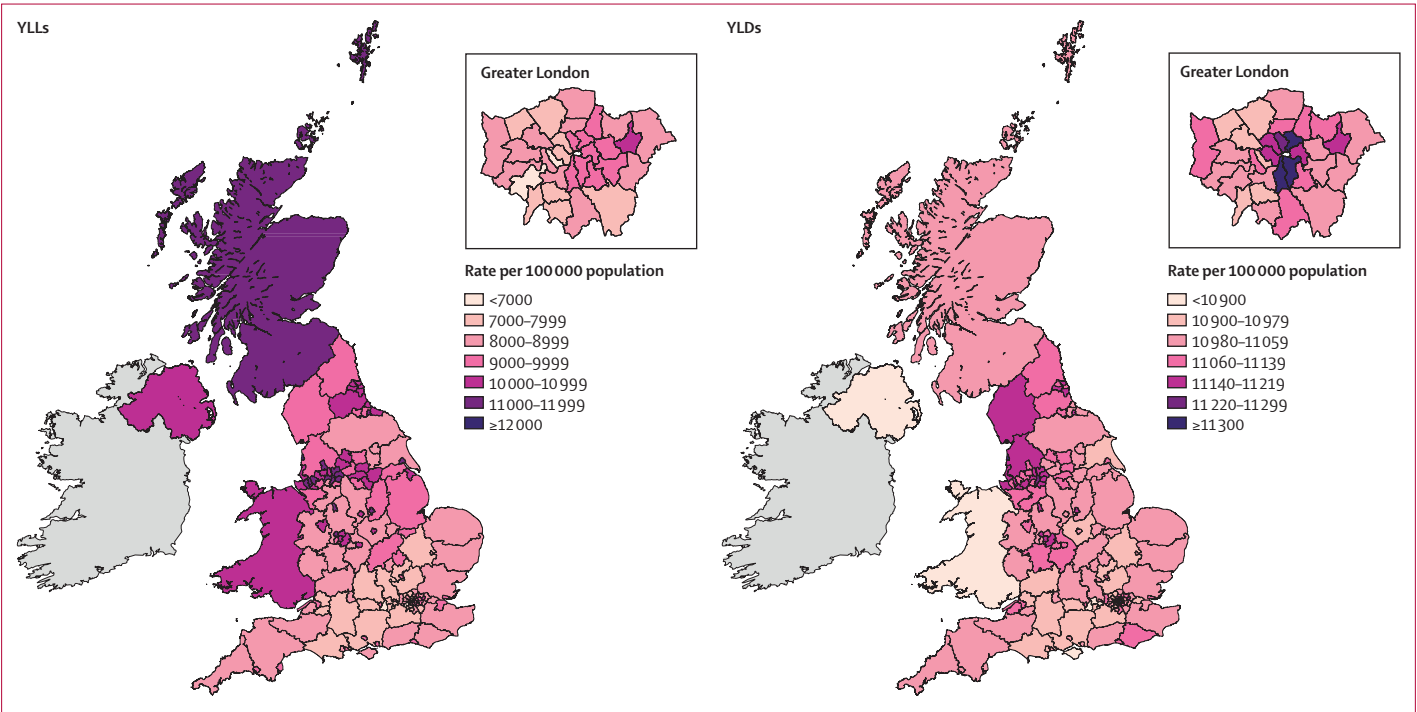 YLLs
Greater London
Rate per 100 000 population
<7000
7000–7999
8000–8999
9000–9999
10 000–10 999
11 000–11 999
≥12 000
YLDs
Greater London
Rate per 100 000 population
<10 900
10 900–10 979
10 980–11 059
11 060–11 139
11 140–11 219
11 220–11 299
≥11 300